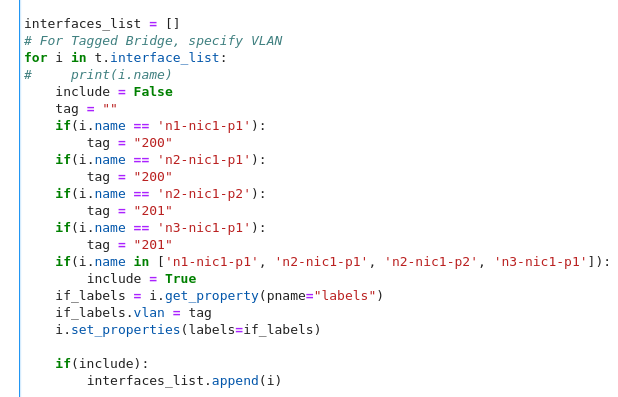 interfaces_list = []
# For Tagged Bridge, specify VLAN
for i in t.interface_list:
#     print(i.name)
    include = False
    tag = ""
    if(i.name == 'n1-nic1-p1'):
        tag = "200"
    if(i.name == 'n2-nic1-p1'):
        tag = "200"
    if(i.name == 'n2-nic1-p2'):
        tag = "201"
    if(i.name == 'n3-nic1-p1'):
        tag = "201"
    if(i.name in ['n1-nic1-p1', 'n2-nic1-p1', 'n2-nic1-p2', 'n3-nic1-p1']):
        include = True
    if_labels = i.get_property(pname="labels")
    if_labels.vlan = tag
    i.set_properties(labels=if_labels)

    if(include):
        interfaces_list.append(i)